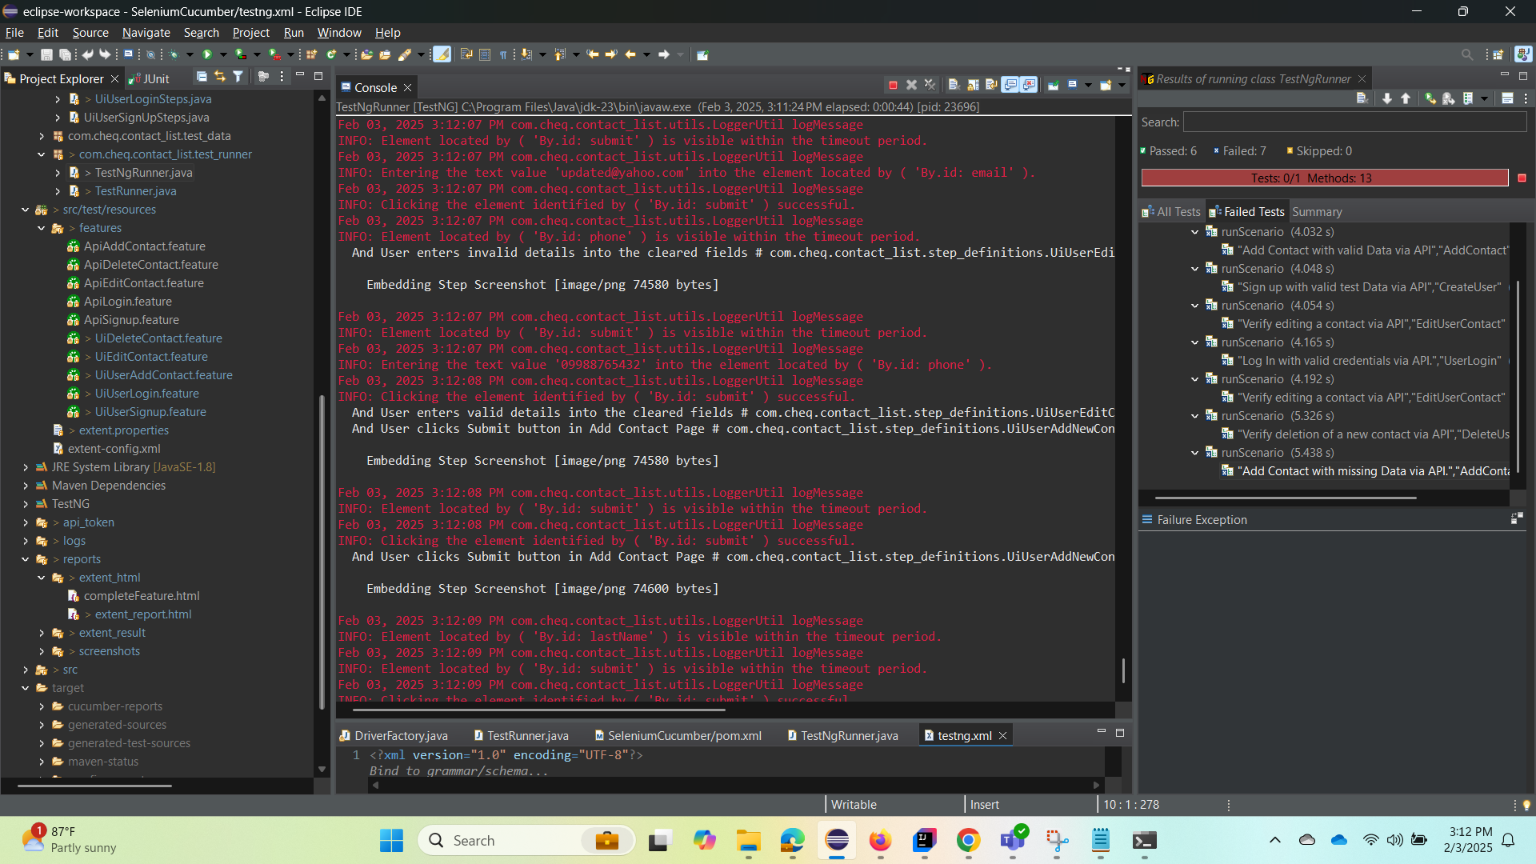 eclipse-workspace - SeleniumCucumber/testng.xml - Eclipse IDE
File Edit Source Navigate Search Project Run Window Help
Project Explorer
JUnit
> UiUserLoginSteps.java
UiUserSignUpSteps.java
com.cheq.contact_list.test_data
> com.cheq.contact_list.test_runner
> TestNgRunner.java
> TestRunner.java
> src/test/resources
> features
ApiAddContact.feature
ApiDeleteContact.feature
ApiEditContact.feature
ApiLogin.feature
ApiSignup.feature
> UiDeleteContact.feature
> UiEditContact.feature
> UiUserAddContact.feature
> UiUserLogin.feature
> UiUserSignup.feature
> extent.properties
extent-config.xml
JRE System Library [JavaSE-1.8]
Maven Dependencies
TestNG
> api_token
> logs
> reports
> extent_html
completeFeature.html
> extent_report.html
> extent_result
> screenshots
> src
target
cucumber-reports
generated-sources
generated-test-sources
maven-status
Console
TestNgRunner [TestNG] C:\Program Files\Java\jdk-23\bin\javaw.exe (Feb 3, 2025, 3:11:24 PM elapsed: 0:00:44) [pid: 23696]
Feb 03, 2025 3:12:07 PM com.cheq.contact_list.utils.LoggerUtil logMessage
INFO: Element located by ( 'By.id: submit' ) is visible within the timeout period.
Feb 03, 2025 3:12:07 PM com.cheq.contact_list.utils.LoggerUtil logMessage
INFO: Entering the text value 'updated@yahoo.com' into the element located by ( 'By.id: email' ).
Feb 03, 2025 3:12:07 PM com.cheq.contact_list.utils.LoggerUtil logMessage
INFO: Clicking the element identified by ( 'By.id: submit' ) successful.
Feb 03, 2025 3:12:07 PM com.cheq.contact_list.utils.LoggerUtil logMessage
INFO: Element located by ( 'By.id: phone' ) is visible within the timeout period.
And User enters invalid details into the cleared fields # com.cheq.contact_list.step_definitions.UiUserEdi
Embedding Step Screenshot [image/png 74580 bytes]
Feb 03, 2025 3:12:07 PM com.cheq.contact_list.utils.LoggerUtil logMessage
INFO: Element located by ( 'By.id: submit' ) is visible within the timeout period.
Feb 03, 2025 3:12:07 PM com.cheq.contact_list.utils.LoggerUtil logMessage
INFO: Entering the text value '09988765432' into the element located by ( 'By.id: phone' ).
Feb 03, 2025 3:12:08 PM com.cheq.contact_list.utils.LoggerUtil logMessage
INFO: Clicking the element identified by ( 'By.id: submit' ) successful.
And User enters valid details into the cleared fields # com.cheq.contact_list.step_definitions.UiUserEditC
And User clicks Submit button in Add Contact Page # com.cheq.contact_list.step_definitions.UiUserAddNewCon
Embedding Step Screenshot [image/png 74580 bytes]
Feb 03, 2025 3:12:08 PM com.cheq.contact_list.utils.LoggerUtil logMessage
INFO: Element located by ( 'By.id: submit' ) is visible within the timeout period.
Feb 03, 2025 3:12:08 PM com.cheq.contact_list.utils.LoggerUtil logMessage
INFO: Clicking the element identified by ( 'By.id: submit' ) successful.
And User clicks Submit button in Add Contact Page # com.cheq.contact_list.step_definitions.UiUserAddNewCon
Embedding Step Screenshot [image/png 74600 bytes]
Feb 03, 2025 3:12:09 PM com.cheq.contact_list.utils.LoggerUtil logMessage
INFO: Element located by ( 'By.id: lastName' ) is visible within the timeout period.
Feb 03, 2025 3:12:09 PM com.cheq.contact_list.utils.LoggerUtil logMessage
INFO: Element located by ( 'By.id: submit' ) is visible within the timeout period.
Feb 03, 2025 3:12:09 PM com.cheq.contact_list.utils.LoggerUtil logMessage
INFO: Clicking the element identified by ( 'By.id: submit' ) successful.
DriverFactory.java
TestRunner.java
SeleniumCucumber/pom.xml
TestNgRunner.java
testng.xml
1 <?xml version="1.0" encoding="UTF-8"?>
Bind to grammar/schema...
Results of running class TestNgRunner
Search:
Passed: 6
Failed: 7
Skipped: 0
Tests: 0/1 Methods: 13
All Tests
Failed Tests
Summary
runScenario (4.032 s)
"Add Contact with valid Data via API","AddContact"
runScenario (4.048 s)
"Sign up with valid test Data via API","CreateUser"
runScenario (4.054 s)
"Verify editing a contact via API","EditUserContact"
runScenario (4.165 s)
"Log In with valid credentials via API.","UserLogin"
runScenario (4.192 s)
"Verify editing a contact via API","EditUserContact"
runScenario (5.326 s)
"Verify deletion of a new contact via API","DeleteUs
runScenario (5.438 s)
"Add Contact with missing Data via API.","AddConta
Failure Exception
Writable
Insert
10 : 1 : 278
1
87°F
Partly sunny
Search
3:12 PM
2/3/2025